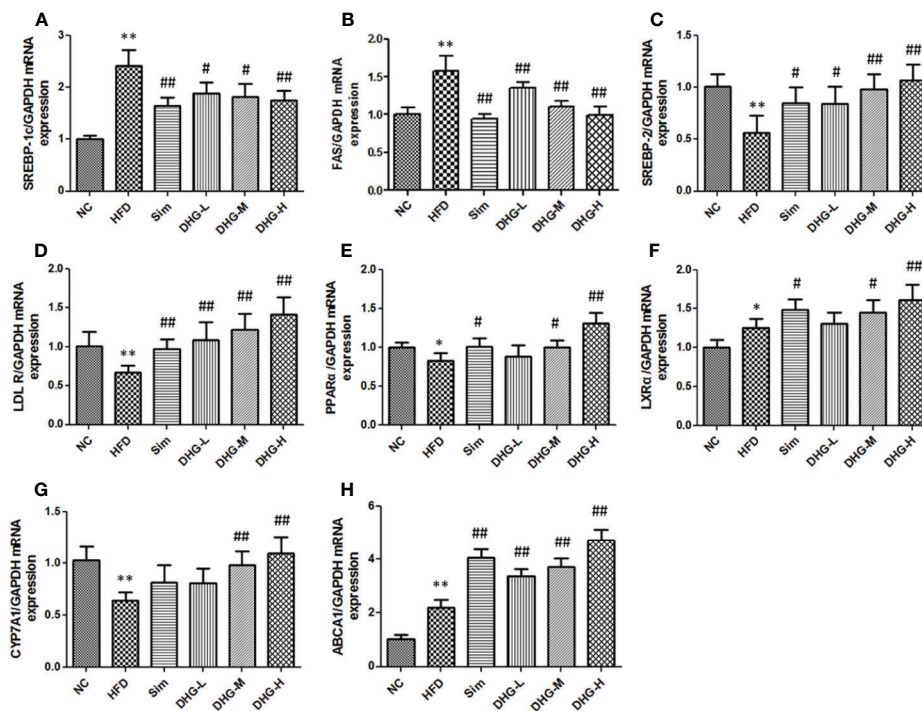 A
SREBP-1c/GAPDH mRNA
expression
3
2
1
0
**
##
#
#
##
NC
HFD
Sim
DHG-L
DHG-M
DHG-H
B
FAS/GAPDH mRNA
expression
2.0
1.5
1.0
0.5
0.0
**
##
##
##
##
NC
HFD
Sim
DHG-L
DHG-M
DHG-H
C
SREBP-2/GAPDH mRNA
expression
1.5
1.0
0.5
0.0
**
#
#
##
##
NC
HFD
Sim
DHG-L
DHG-M
DHG-H
D
LDL R/GAPDH mRNA
expression
2.0
1.5
1.0
0.5
0.0
**
##
##
##
##
NC
HFD
Sim
DHG-L
DHG-M
DHG-H
E
PPARα/GAPDH mRNA
expression
2.0
1.5
1.0
0.5
0.0
*
#
#
##
NC
HFD
Sim
DHG-L
DHG-M
DHG-H
F
LXRα/GAPDH mRNA
expression
2.0
1.5
1.0
0.5
0.0
*
#
#
##
NC
HFD
Sim
DHG-L
DHG-M
DHG-H
G
CYP7A1/GAPDH mRNA
expression
1.5
1.0
0.5
0.0
**
##
##
NC
HFD
Sim
DHG-L
DHG-M
DHG-H
H
ABCA1/GAPDH mRNA
expression
6
4
2
0
**
##
##
##
##
NC
HFD
Sim
DHG-L
DHG-M
DHG-H